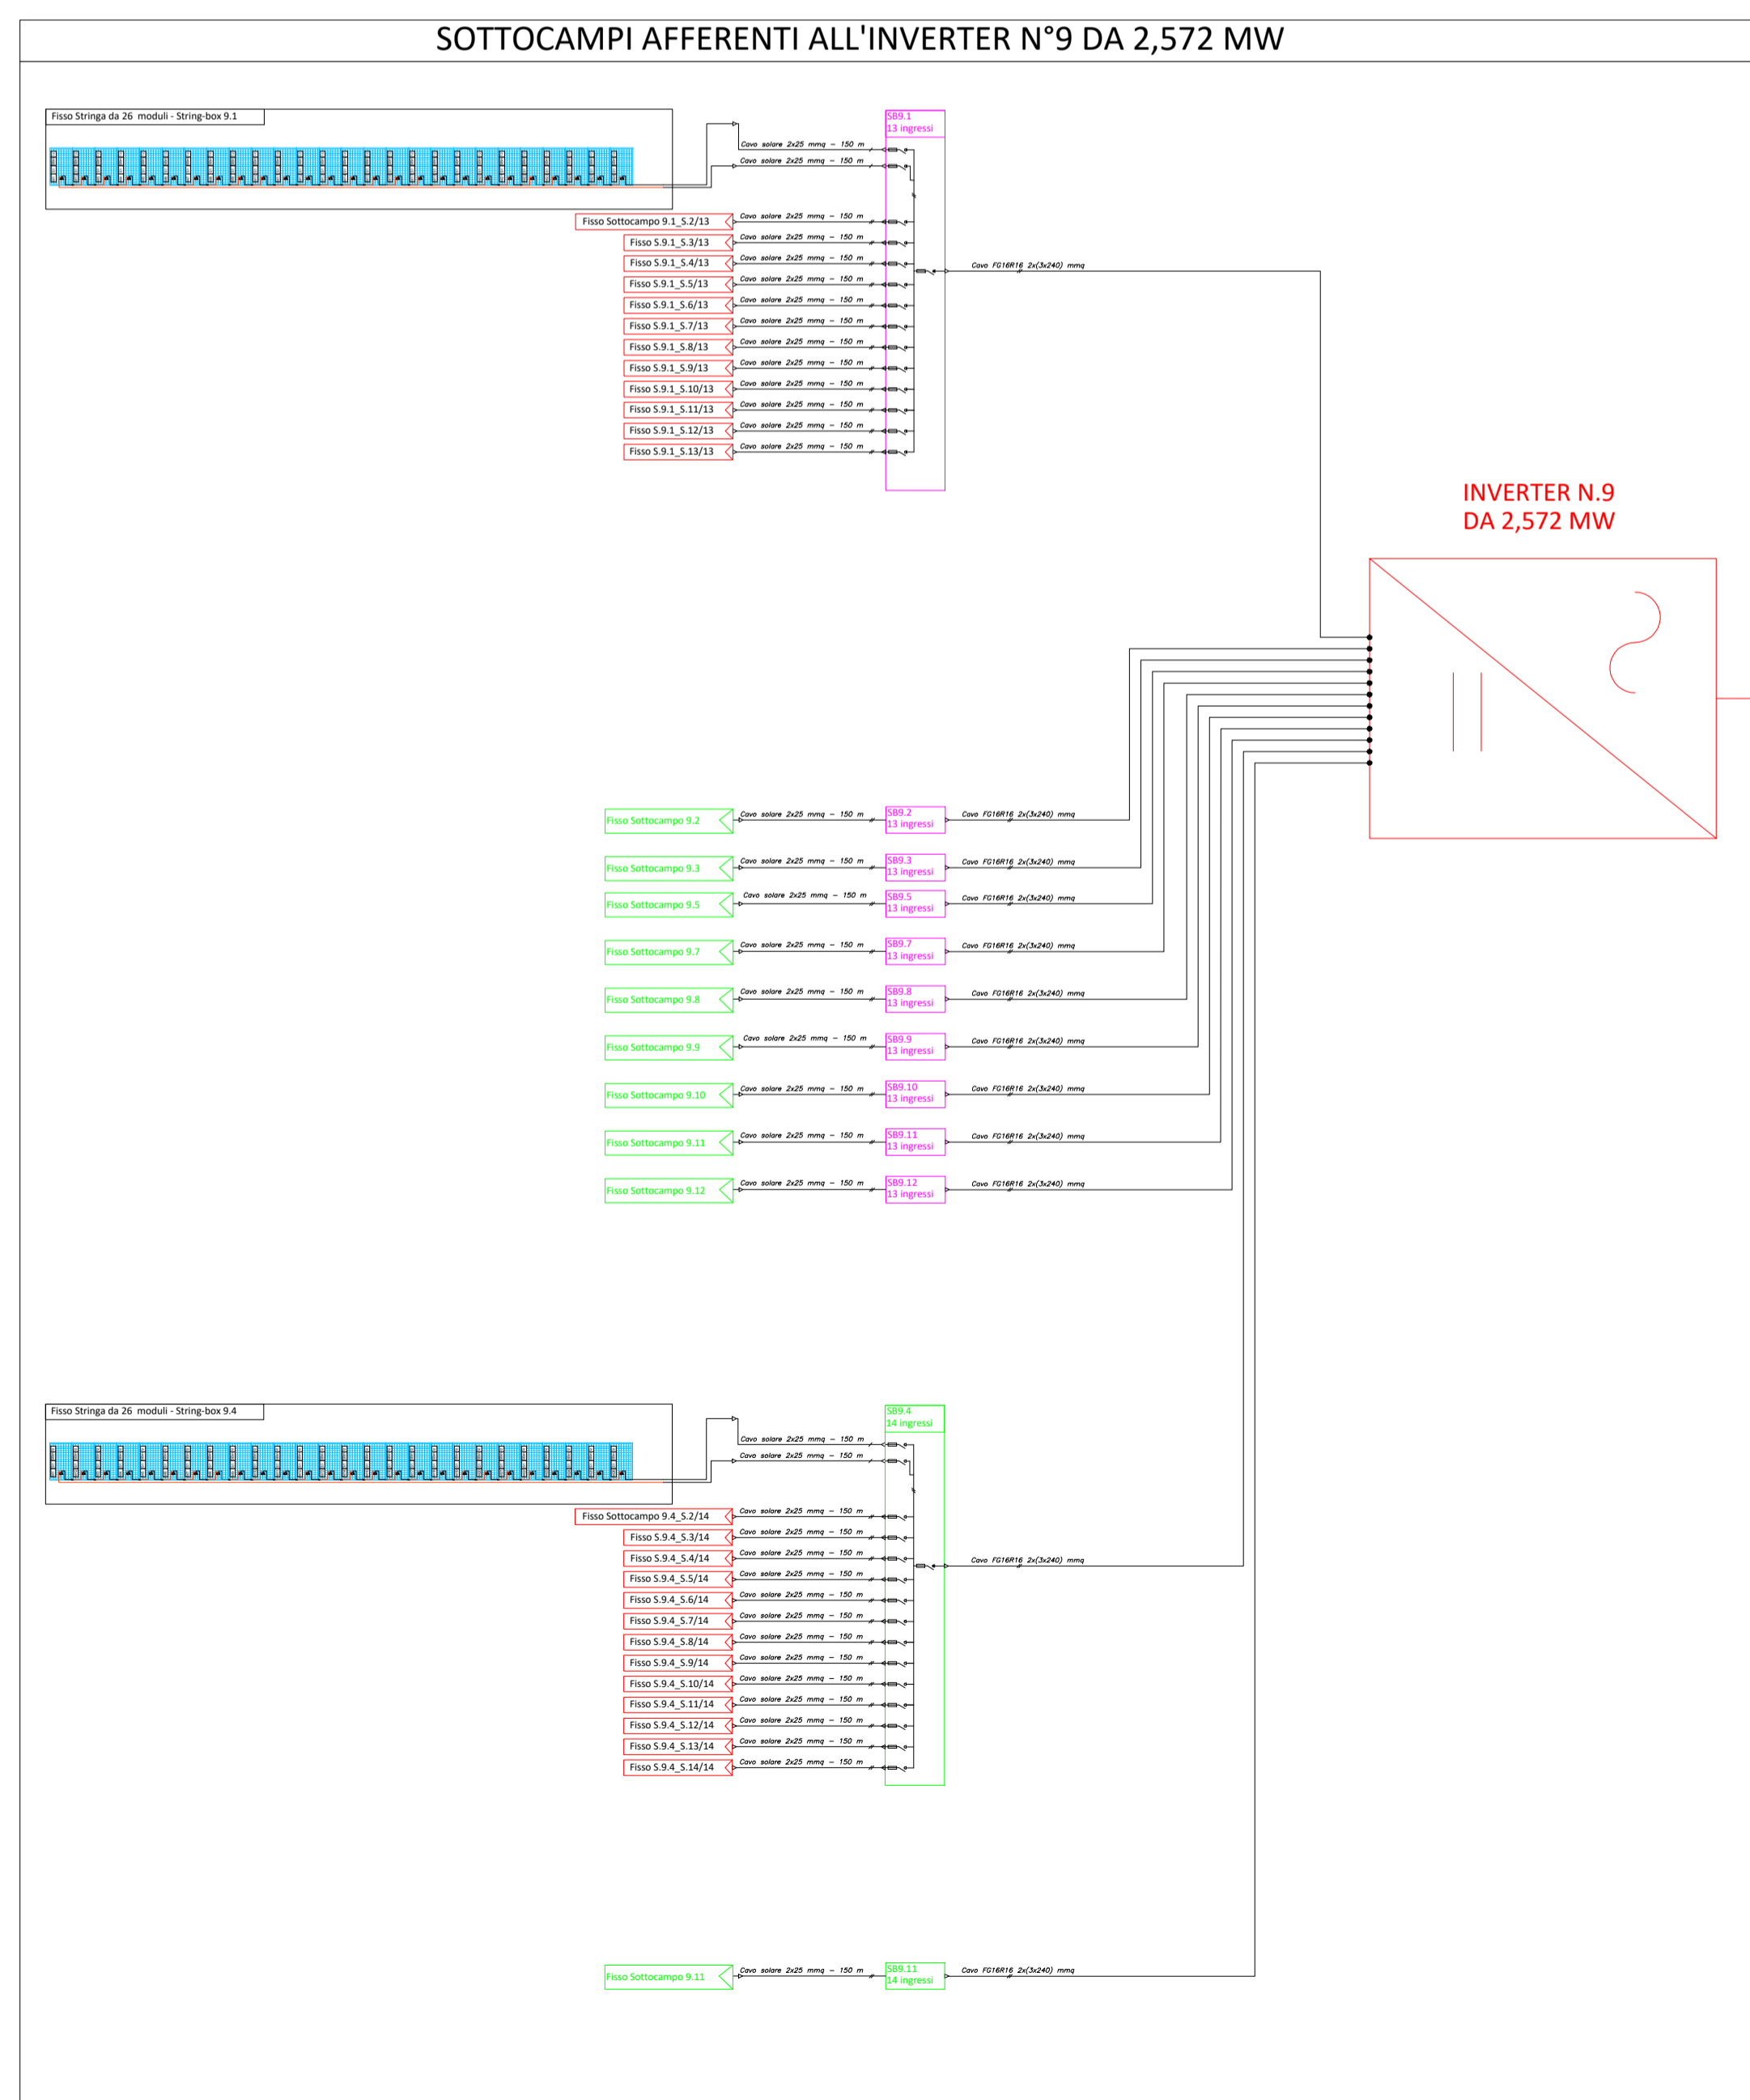 SOTTOCAMPI AFFERENTI ALL'INVERTER N°9 DA 2,572 MW
Fisso Stringa da 26 moduli - String-box 9.1
SB9.1
13 ingressi
Cavo solare 2x25 mmq - 150 m
Cavo solare 2x25 mmq - 150 m
Fisso Sottocampo 9.1_S.2/13 Cavo solare 2x25 mmq - 150 m
Fisso S.9.1_S.3/13 Cavo solare 2x25 mmq - 150 m
Fisso S.9.1_S.4/13 Cavo solare 2x25 mmq - 150 m
Cavo FG16R16 2x(3x240) mmq
Fisso S.9.1_S.5/13 Cavo solare 2x25 mmq - 150 m
Fisso S.9.1_S.6/13 Cavo solare 2x25 mmq - 150 m
Fisso S.9.1_S.7/13 Cavo solare 2x25 mmq - 150 m
Fisso S.9.1_S.8/13 Cavo solare 2x25 mmq - 150 m
Fisso S.9.1_S.9/13 Cavo solare 2x25 mmq - 150 m
Fisso S.9.1_S.10/13 Cavo solare 2x25 mmq - 150 m
Fisso S.9.1_S.11/13 Cavo solare 2x25 mmq - 150 m
Fisso S.9.1_S.12/13 Cavo solare 2x25 mmq - 150 m
Fisso S.9.1_S.13/13 Cavo solare 2x25 mmq - 150 m
INVERTER N.9
DA 2,572 MW
Fisso Sottocampo 9.2 Cavo solare 2x25 mmq - 150 m
SB9.2
13 ingressi
Cavo FG16R16 2x(3x240) mmq
Fisso Sottocampo 9.3 Cavo solare 2x25 mmq - 150 m
SB9.3
13 ingressi
Cavo FG16R16 2x(3x240) mmq
Fisso Sottocampo 9.5 Cavo solare 2x25 mmq - 150 m
SB9.5
13 ingressi
Cavo FG16R16 2x(3x240) mmq
Fisso Sottocampo 9.7 Cavo solare 2x25 mmq - 150 m
SB9.7
13 ingressi
Cavo FG16R16 2x(3x240) mmq
Fisso Sottocampo 9.8 Cavo solare 2x25 mmq - 150 m
SB9.8
13 ingressi
Cavo FG16R16 2x(3x240) mmq
Fisso Sottocampo 9.9 Cavo solare 2x25 mmq - 150 m
SB9.9
13 ingressi
Cavo FG16R16 2x(3x240) mmq
Fisso Sottocampo 9.10 Cavo solare 2x25 mmq - 150 m
SB9.10
13 ingressi
Cavo FG16R16 2x(3x240) mmq
Fisso Sottocampo 9.11 Cavo solare 2x25 mmq - 150 m
SB9.11
13 ingressi
Cavo FG16R16 2x(3x240) mmq
Fisso Sottocampo 9.12 Cavo solare 2x25 mmq - 150 m
SB9.12
13 ingressi
Cavo FG16R16 2x(3x240) mmq
Fisso Stringa da 26 moduli - String-box 9.4
SB9.4
14 ingressi
Cavo solare 2x25 mmq - 150 m
Cavo solare 2x25 mmq - 150 m
Fisso Sottocampo 9.4_S.2/14 Cavo solare 2x25 mmq - 150 m
Fisso S.9.4_S.3/14 Cavo solare 2x25 mmq - 150 m
Fisso S.9.4_S.4/14 Cavo solare 2x25 mmq - 150 m
Cavo FG16R16 2x(3x240) mmq
Fisso S.9.4_S.5/14 Cavo solare 2x25 mmq - 150 m
Fisso S.9.4_S.6/14 Cavo solare 2x25 mmq - 150 m
Fisso S.9.4_S.7/14 Cavo solare 2x25 mmq - 150 m
Fisso S.9.4_S.8/14 Cavo solare 2x25 mmq - 150 m
Fisso S.9.4_S.9/14 Cavo solare 2x25 mmq - 150 m
Fisso S.9.4_S.10/14 Cavo solare 2x25 mmq - 150 m
Fisso S.9.4_S.11/14 Cavo solare 2x25 mmq - 150 m
Fisso S.9.4_S.12/14 Cavo solare 2x25 mmq - 150 m
Fisso S.9.4_S.13/14 Cavo solare 2x25 mmq - 150 m
Fisso S.9.4_S.14/14 Cavo solare 2x25 mmq - 150 m
Fisso Sottocampo 9.11 Cavo solare 2x25 mmq - 150 m
SB9.11
14 ingressi
Cavo FG16R16 2x(3x240) mmq